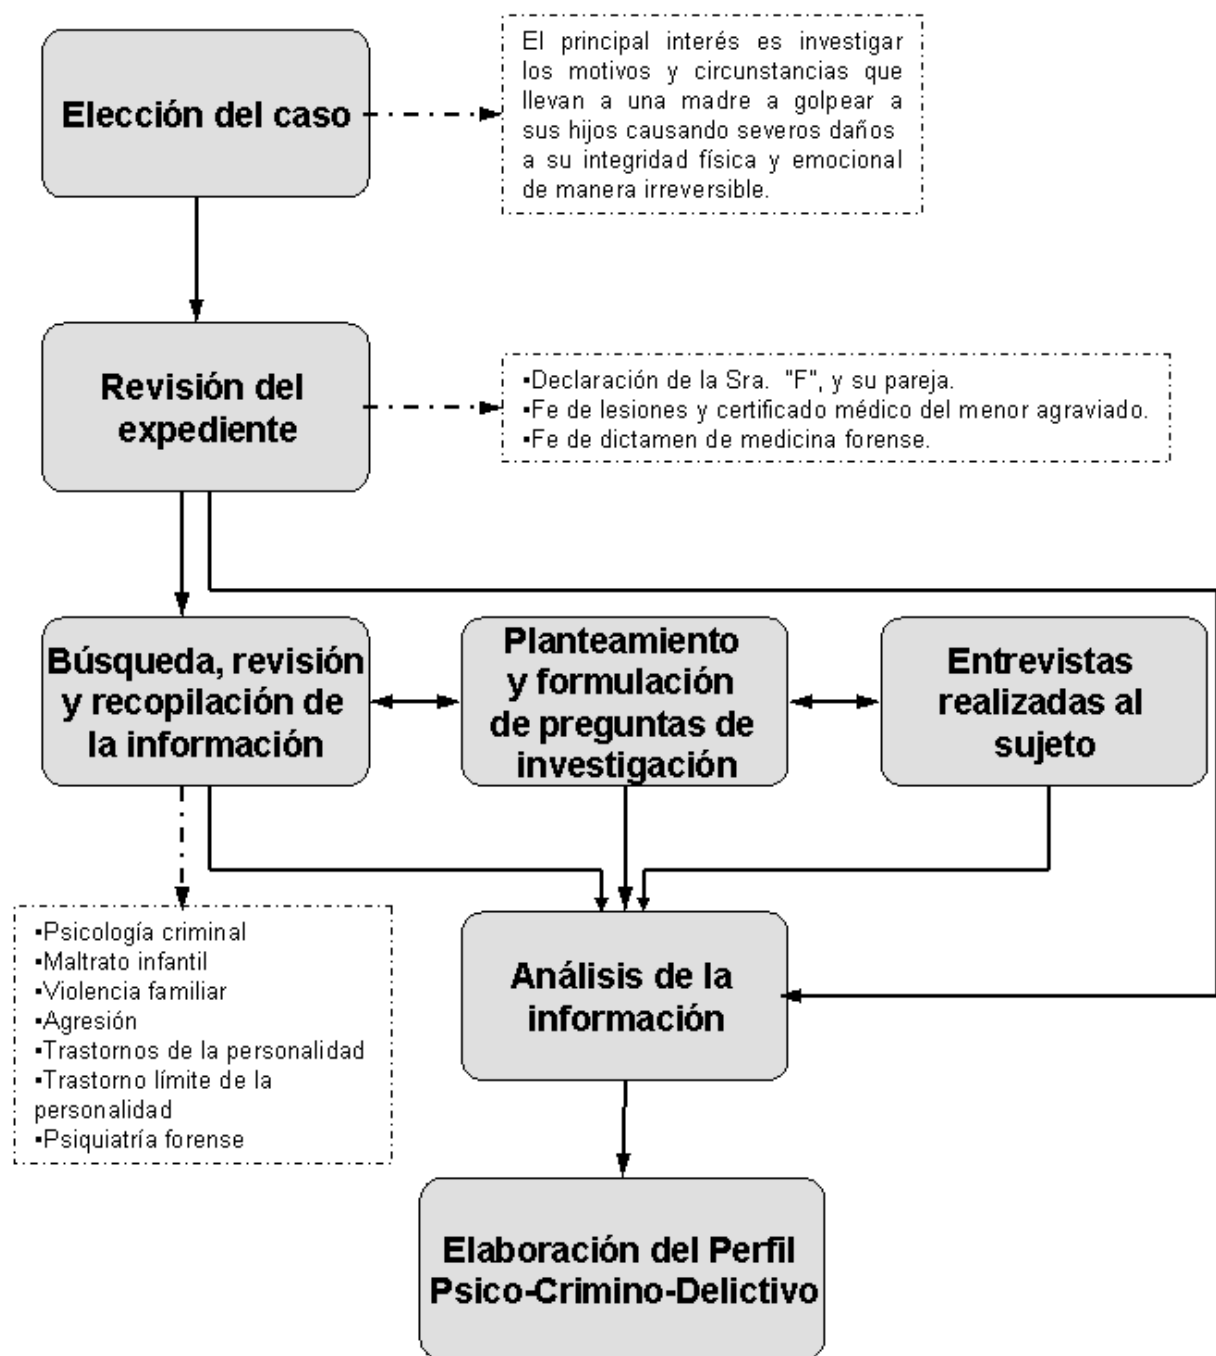 Elección del caso
El principal interés es investigar
los motivos y circunstancias que
llevan a una madre a golpear a
sus hijos causando severos daños
a su integridad física y emocional
de manera irreversible.
Revisión del
expediente
▪Declaración de la Sra. "F", y su pareja.
▪Fe de lesiones y certificado médico del menor agraviado.
▪Fe de dictamen de medicina forense.
Búsqueda, revisión
y recopilación de
la información
Planteamiento
y formulación
de preguntas de
investigación
Entrevistas
realizadas al
sujeto
▪Psicología criminal
▪Maltrato infantil
▪Violencia familiar
▪Agresión
▪Trastornos de la personalidad
▪Trastorno límite de la
personalidad
▪Psiquiatría forense
Análisis de la
información
Elaboración del Perfil
Psico-Crimino-Delictivo